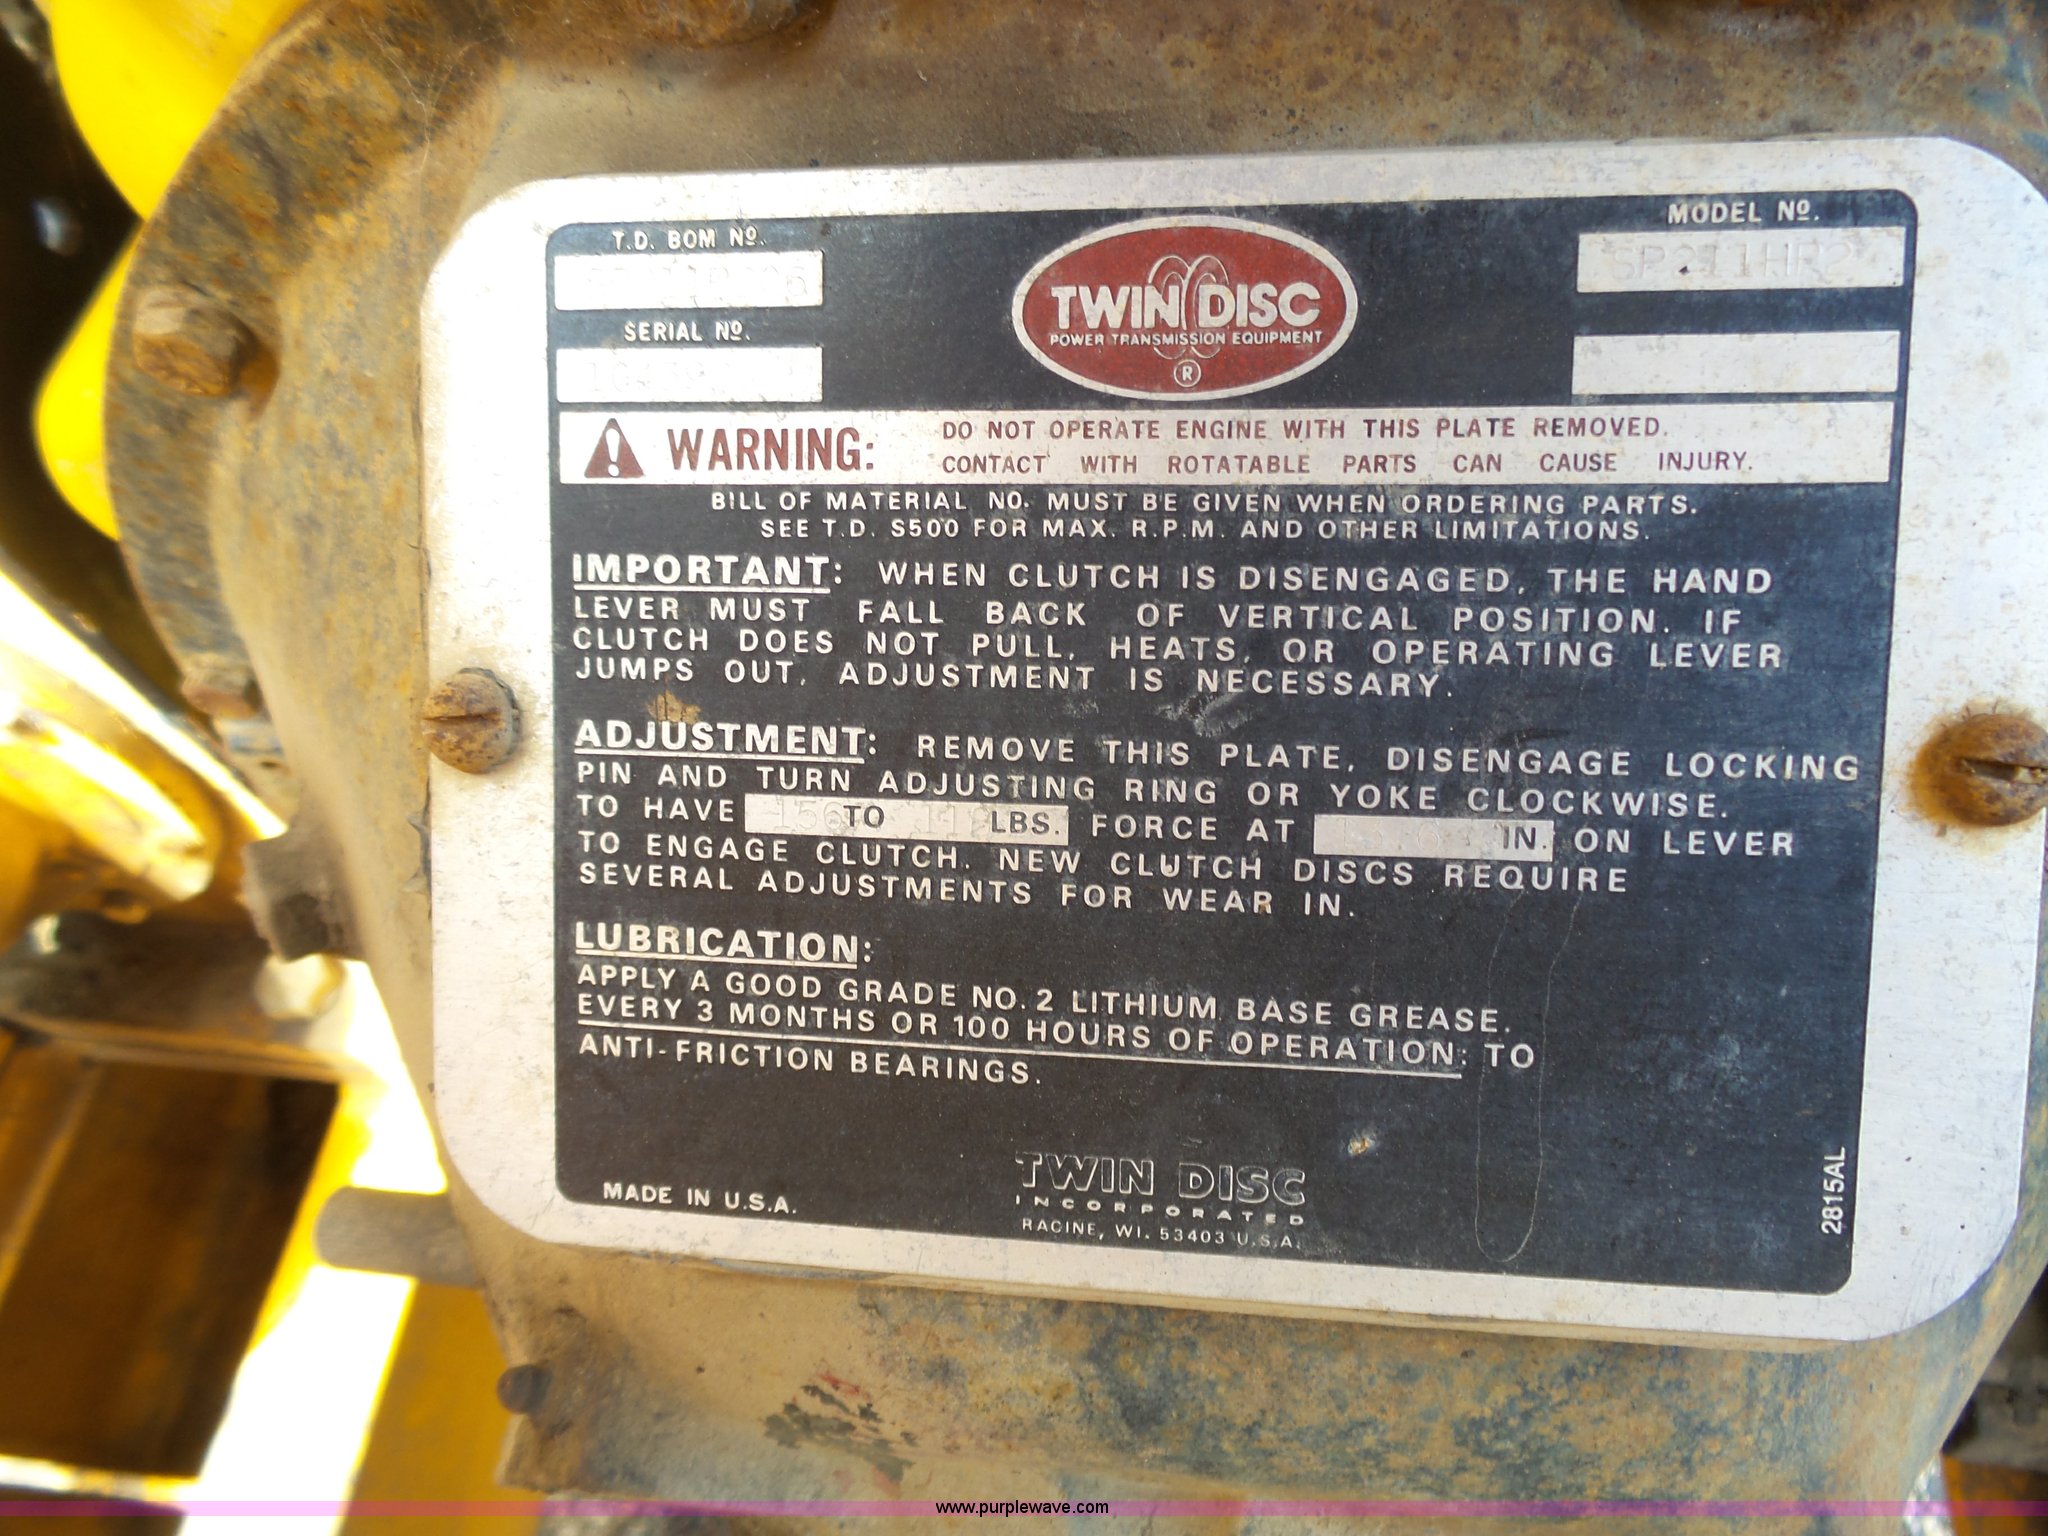 T.D. BOM Nº.
MODEL Nº.
SP211HP2
SERIAL Nº.
TWIN DISC
POWER TRANSMISSION EQUIPMENT
®
WARNING: DO NOT OPERATE ENGINE WITH THIS PLATE REMOVED.
CONTACT WITH ROTATABLE PARTS CAN CAUSE INJURY.
BILL OF MATERIAL NO. MUST BE GIVEN WHEN ORDERING PARTS.
SEE T.D. S500 FOR MAX. R.P.M. AND OTHER LIMITATIONS.
IMPORTANT: WHEN CLUTCH IS DISENGAGED, THE HAND
LEVER MUST FALL BACK OF VERTICAL POSITION. IF
CLUTCH DOES NOT PULL, HEATS, OR OPERATING LEVER
JUMPS OUT, ADJUSTMENT IS NECESSARY.
ADJUSTMENT: REMOVE THIS PLATE, DISENGAGE LOCKING
PIN AND TURN ADJUSTING RING OR YOKE CLOCKWISE.
TO HAVE TO LBS. FORCE AT IN. ON LEVER
TO ENGAGE CLUTCH. NEW CLUTCH DISCS REQUIRE
SEVERAL ADJUSTMENTS FOR WEAR IN.
LUBRICATION:
APPLY A GOOD GRADE NO. 2 LITHIUM BASE GREASE.
EVERY 3 MONTHS OR 100 HOURS OF OPERATION: TO
ANTI-FRICTION BEARINGS.
MADE IN U.S.A.
TWIN DISC
INCORPORATED
RACINE, WI. 53403 U.S.A.
2815AL
www.purplewave.com